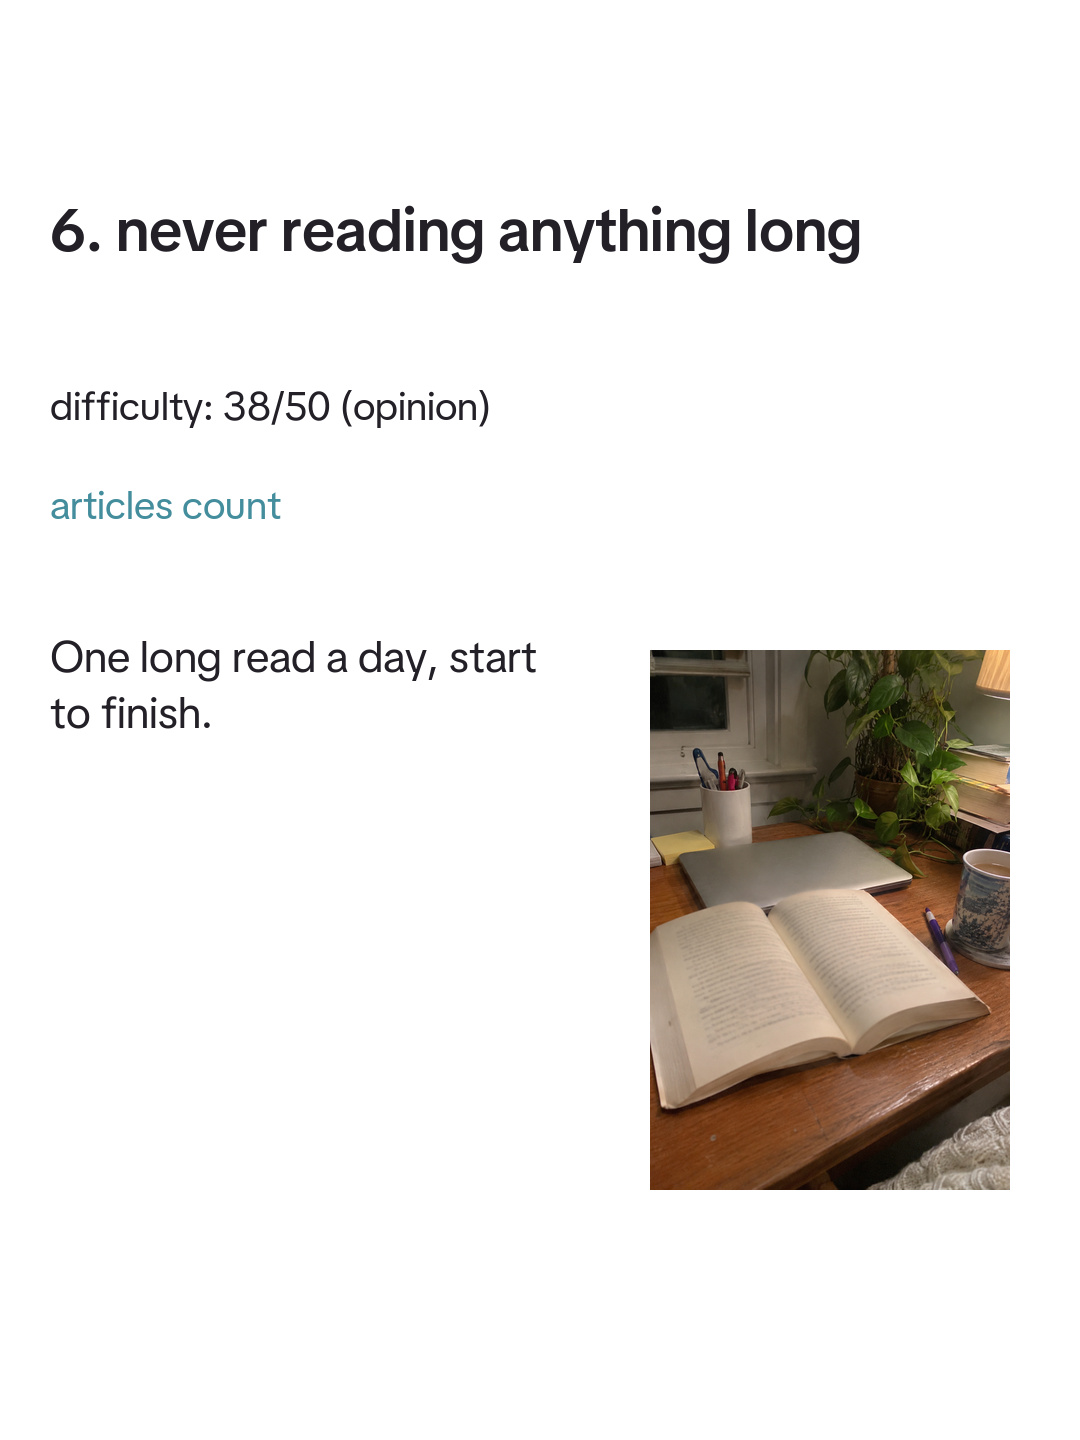 6. never reading anything long
difficulty: 38/50 (opinion)
articles count
One long read a day, start
to finish.